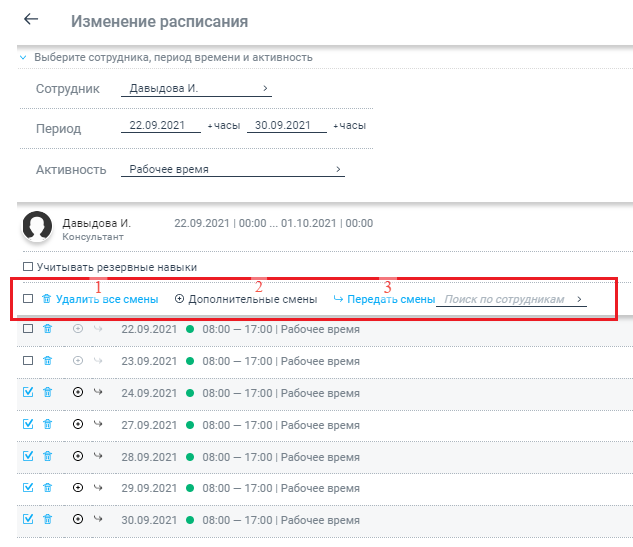 Изменение расписания
Выберите сотрудника, период времени и активность
Сотрудник Давыдова И.
Период 22.09.2021 +часы 30.09.2021 +часы
Активность Рабочее время
Давыдова И. 22.09.2021 | 00:00 ... 01.10.2021 | 00:00
Консультант
Учитывать резервные навыки
1 2 3
Удалить все смены Дополнительные смены Передать смены Поиск по сотрудникам
22.09.2021 08:00 — 17:00 | Рабочее время
23.09.2021 08:00 — 17:00 | Рабочее время
24.09.2021 08:00 — 17:00 | Рабочее время
27.09.2021 08:00 — 17:00 | Рабочее время
28.09.2021 08:00 — 17:00 | Рабочее время
29.09.2021 08:00 — 17:00 | Рабочее время
30.09.2021 08:00 — 17:00 | Рабочее время